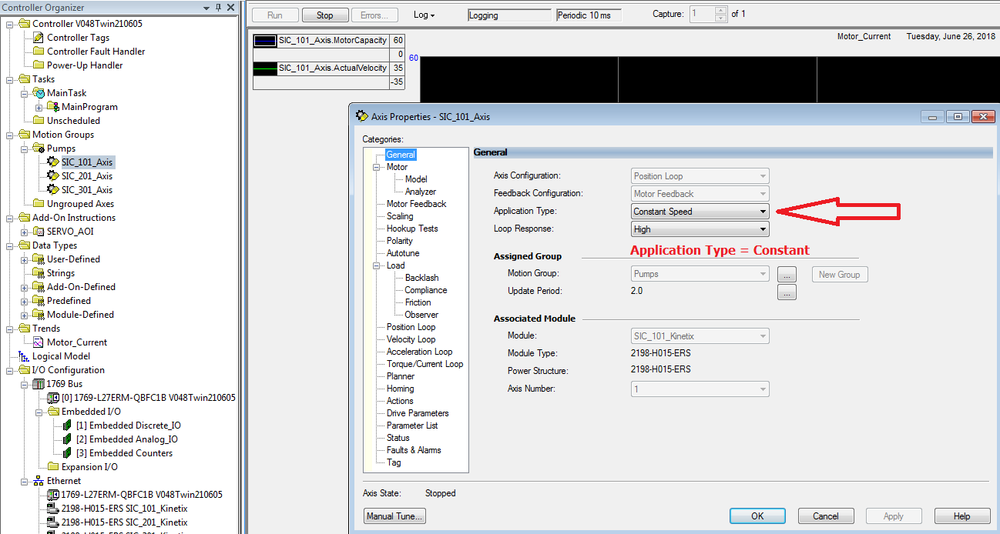 Controller Organizer
Controller V048Twin210605
Controller Tags
Controller Fault Handler
Power-Up Handler
Tasks
MainTask
MainProgram
Unscheduled
Motion Groups
Pumps
SIC_101_Axis
SIC_201_Axis
SIC_301_Axis
Ungrouped Axes
Add-On Instructions
SERVO_AOI
Data Types
User-Defined
Strings
Add-On-Defined
Predefined
Module-Defined
Trends
Motor_Current
Logical Model
I/O Configuration
1769 Bus
[0] 1769-L27ERM-QBFC1B V048Twin210605
Embedded I/O
[1] Embedded Discrete_IO
[2] Embedded Analog_IO
[3] Embedded Counters
Expansion I/O
Ethernet
1769-L27ERM-QBFC1B V048Twin210605
2198-H015-ERS SIC_101_Kinetix
2198-H015-ERS SIC_201_Kinetix
2198-H015-ERS SIC_301_Kinetix
Run Stop Errors... Log Logging Periodic 10 ms Capture: 1 of 1
SIC_101_Axis.MotorCapacity 60
0
SIC_101_Axis.ActualVelocity 35
-35
60
Motor_Current Tuesday, June 26, 2018
Axis Properties - SIC_101_Axis
Categories:
General
Motor
Model
Analyzer
Motor Feedback
Scaling
Hookup Tests
Polarity
Autotune
Load
Backlash
Compliance
Friction
Observer
Position Loop
Velocity Loop
Acceleration Loop
Torque/Current Loop
Planner
Homing
Actions
Drive Parameters
Parameter List
Status
Faults & Alarms
Tag
General
Axis Configuration: Position Loop
Feedback Configuration: Motor Feedback
Application Type: Constant Speed
Loop Response: High
Application Type = Constant
Assigned Group
Motion Group: Pumps ... New Group
Update Period: 2.0 ...
Associated Module
Module: SIC_101_Kinetix
Module Type: 2198-H015-ERS
Power Structure: 2198-H015-ERS
Axis Number: 1
Axis State: Stopped
Manual Tune... OK Cancel Apply Help